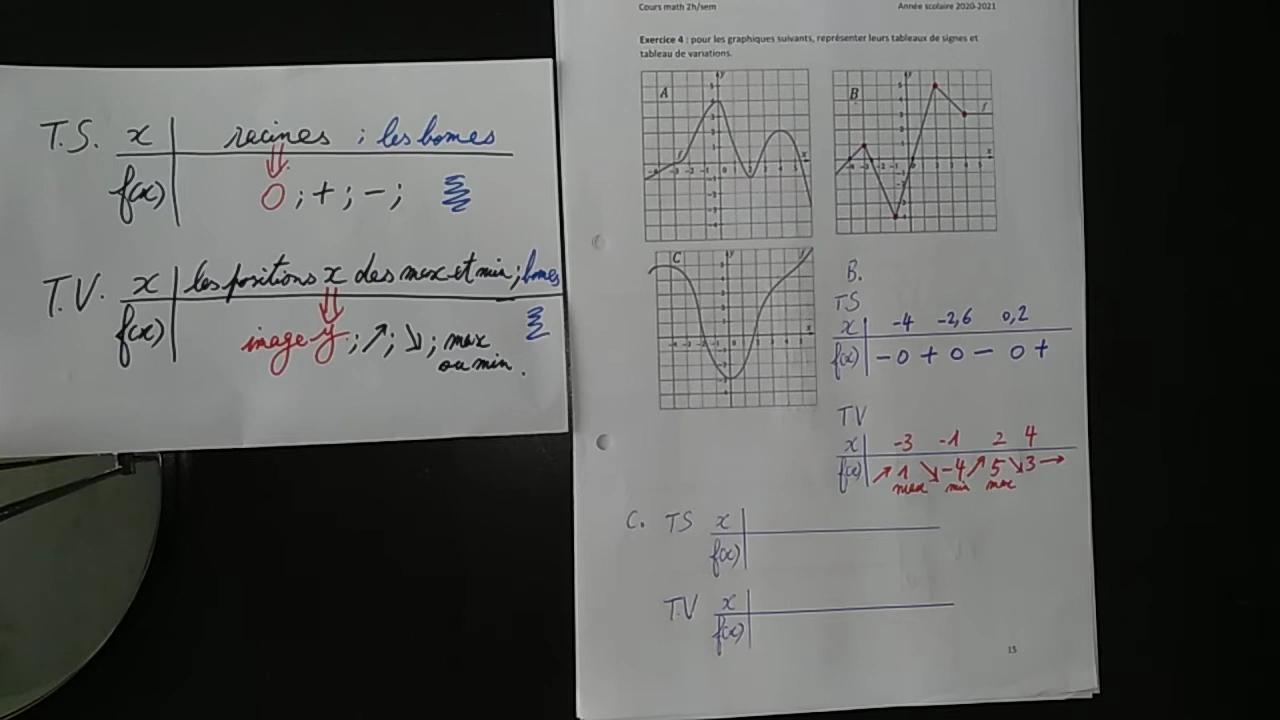 T.S. x racines ; les bornes
f(x) 0 ; + ; - ;
T.V. x les positions x des max et min ; bornes
f(x) image y ; ↗ ; ↘ ; max
ou min.
Cours math 2h/sem Année scolaire 2020-2021
Exercice 4 : pour les graphiques suivants, représenter leurs tableaux de signes et
tableau de variations.
A
B
C
B.
TS
x -4 -2,6 0,2
f(x) - 0 + 0 - 0 +
TV
x -3 -1 2 4
f(x) ↗ 1 ↘ -4 ↗ 5 ↘ 3 →
max min max
C. TS x
f(x)
T.V x
f(x)
15